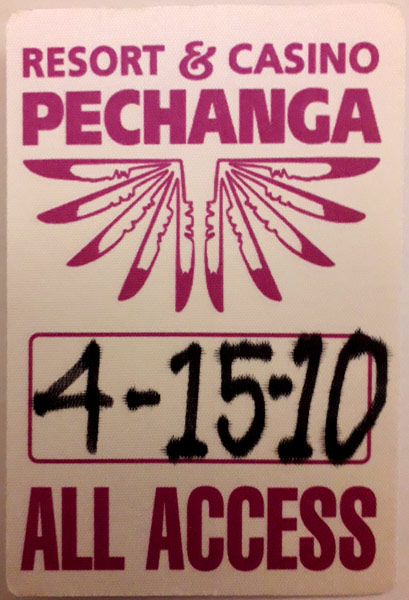 RESORT & CASINO
PECHANGA
4-15-10
ALL ACCESS